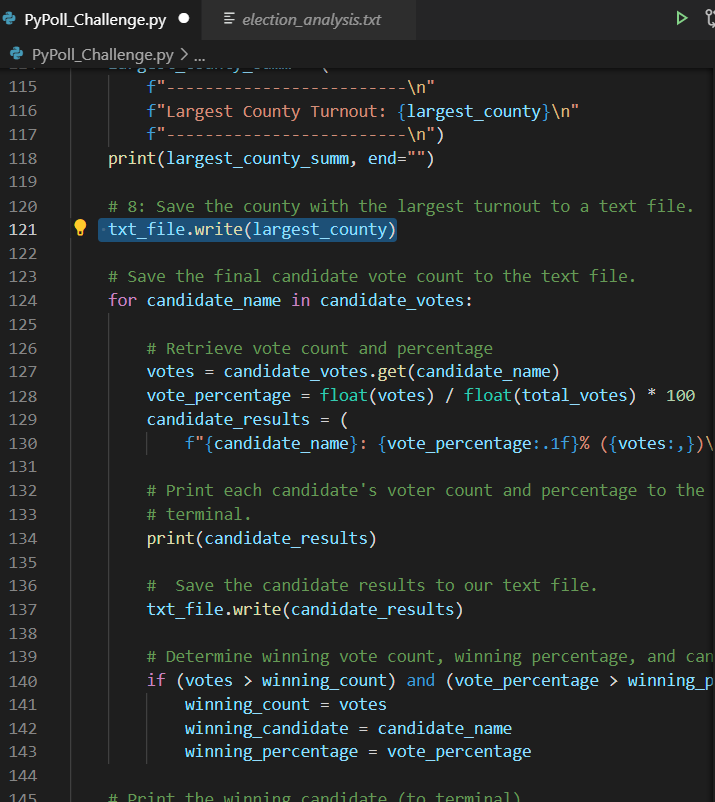 PyPoll_Challenge.py ● election_analysis.txt
PyPoll_Challenge.py > ...
115 f"-------------------------\n"
116 f"Largest County Turnout: {largest_county}\n"
117 f"-------------------------\n")
118 print(largest_county_summ, end="")
119
120 # 8: Save the county with the largest turnout to a text file.
121 txt_file.write(largest_county)
122
123 # Save the final candidate vote count to the text file.
124 for candidate_name in candidate_votes:
125
126 # Retrieve vote count and percentage
127 votes = candidate_votes.get(candidate_name)
128 vote_percentage = float(votes) / float(total_votes) * 100
129 candidate_results = (
130 f"{candidate_name}: {vote_percentage:.1f}% ({votes:,})\
131
132 # Print each candidate's voter count and percentage to the
133 # terminal.
134 print(candidate_results)
135
136 #  Save the candidate results to our text file.
137 txt_file.write(candidate_results)
138
139 # Determine winning vote count, winning percentage, and can
140 if (votes > winning_count) and (vote_percentage > winning_p
141 winning_count = votes
142 winning_candidate = candidate_name
143 winning_percentage = vote_percentage
144
145 # Print the winning candidate (to terminal)